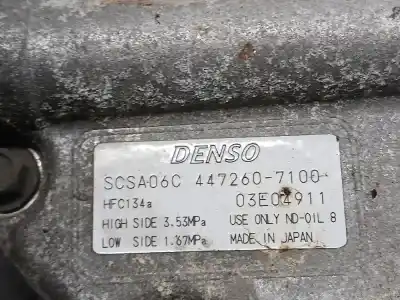 DENSO
SCSA06C 447260-7100
HFC134a 03E04911
HIGH SIDE 3.53MPa USE ONLY ND-OIL 8
LOW SIDE 1.67MPa MADE IN JAPAN